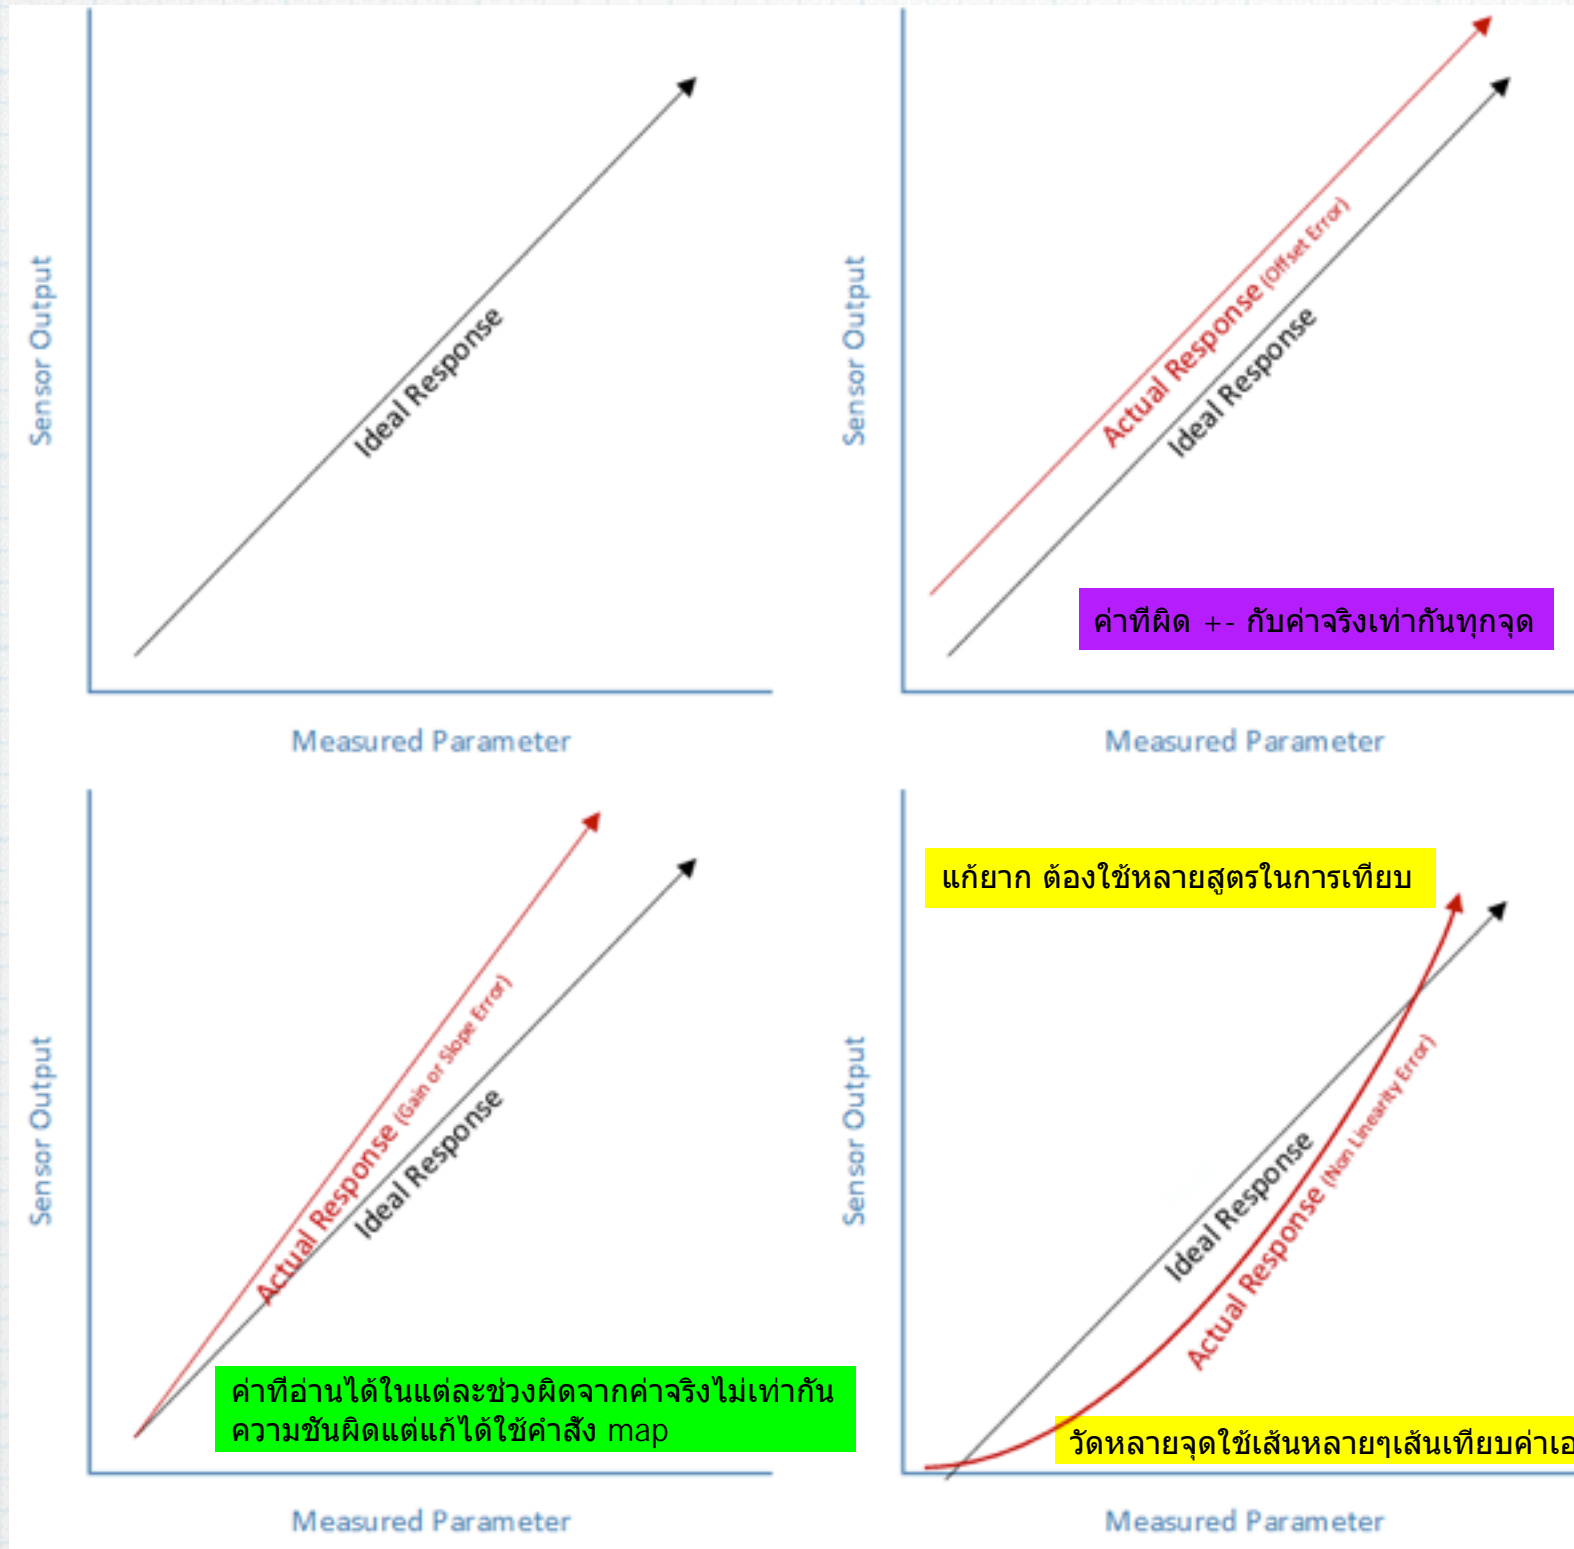 Sensor Output
Ideal Response
Measured Parameter
Sensor Output
Actual Response (Offset Error)
Ideal Response
ค่าที่ผิด +- กับค่าจริงเท่ากันทุกจุด
Measured Parameter
Sensor Output
Actual Response (Gain or Slope Error)
Ideal Response
ค่าที่อ่านได้ในแต่ละช่วงผิดจากค่าจริงไม่เท่ากัน
ความชันผิดแต่แก้ได้ใช้คำสั่ง map
Measured Parameter
แก้ยาก ต้องใช้หลายสูตรในการเทียบ
Sensor Output
Ideal Response
Actual Response (Non Linearity Error)
วัดหลายจุดใช้เส้นหลายๆเส้นเทียบค่าเอ
Measured Parameter